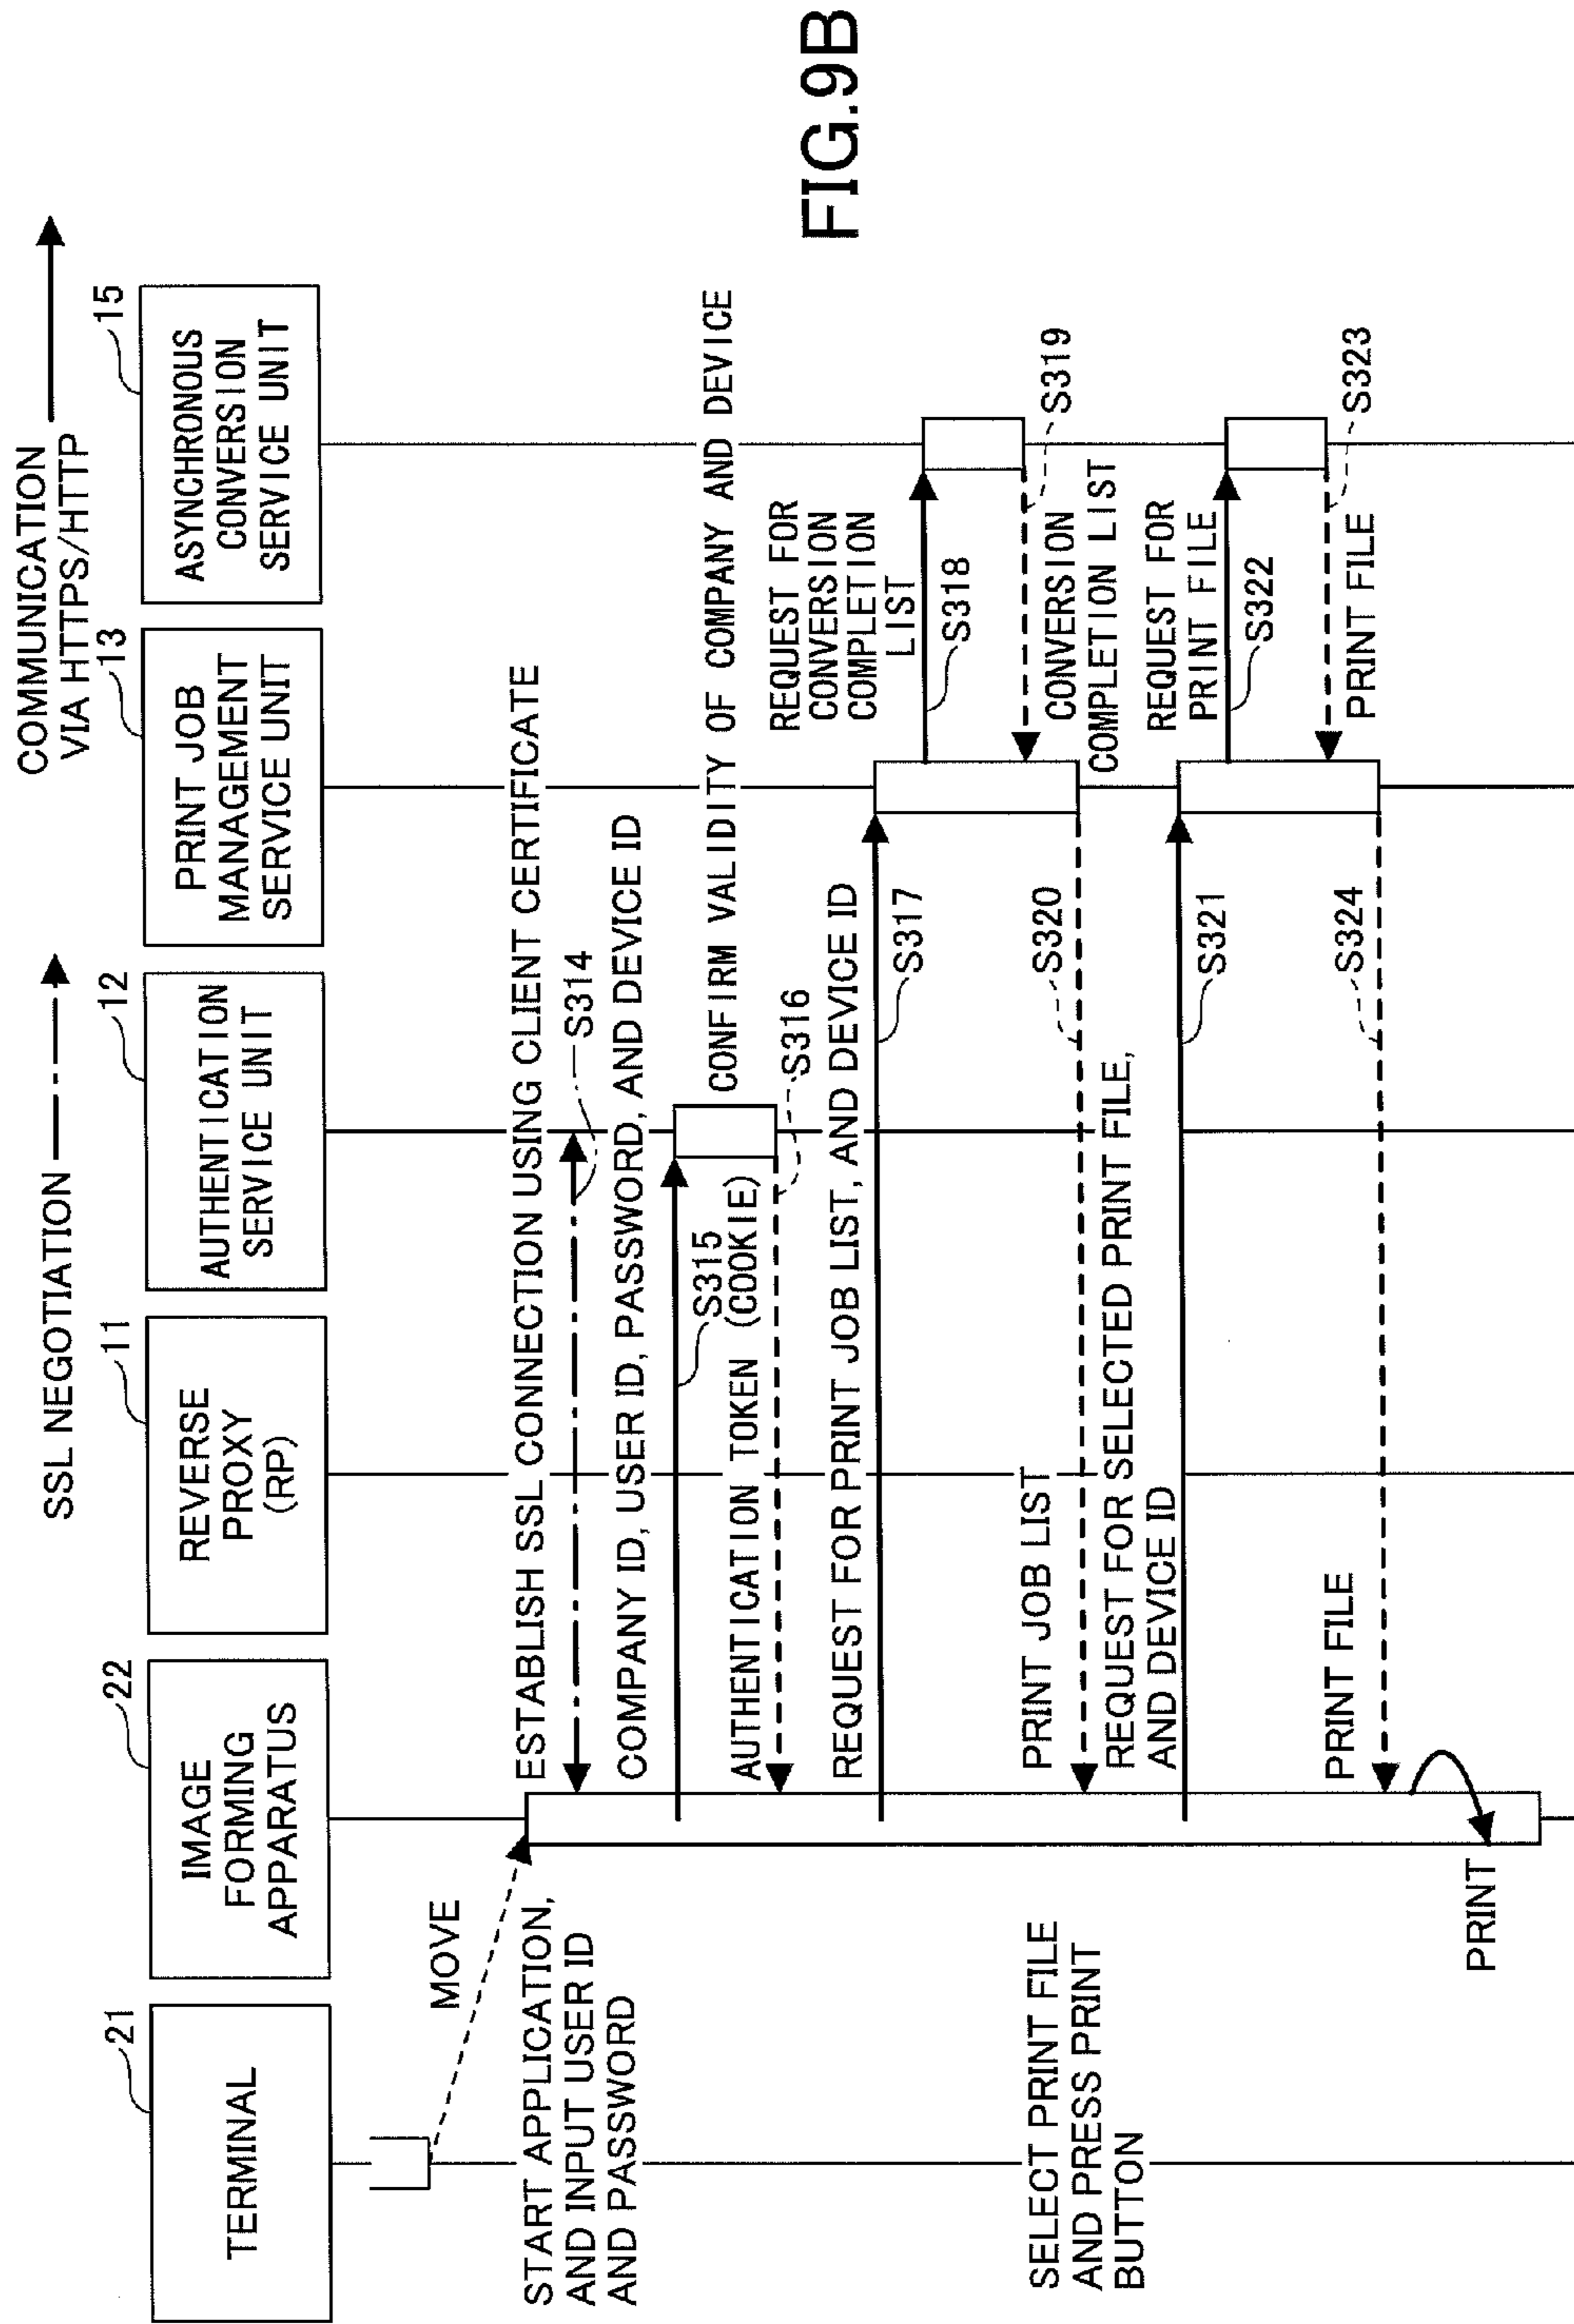 SSL NEGOTIATION
COMMUNICATION
VIA HTTPS/HTTP
21
TERMINAL
22
IMAGE
FORMING
APPARATUS
11
REVERSE
PROXY
(RP)
12
AUTHENTICATION
SERVICE UNIT
13
PRINT JOB
MANAGEMENT
SERVICE UNIT
15
ASYNCHRONOUS
CONVERSION
SERVICE UNIT
MOVE
START APPLICATION,
AND INPUT USER ID
AND PASSWORD
ESTABLISH SSL CONNECTION USING CLIENT CERTIFICATE
S314
COMPANY ID, USER ID, PASSWORD, AND DEVICE ID
S315
CONFIRM VALIDITY OF COMPANY AND DEVICE
AUTHENTICATION TOKEN (COOKIE)
S316
REQUEST FOR PRINT JOB LIST, AND DEVICE ID
S317
REQUEST FOR
CONVERSION
COMPLETION
LIST
S318
S319
CONVERSION
COMPLETION LIST
PRINT JOB LIST
S320
SELECT PRINT FILE
AND PRESS PRINT
BUTTON
REQUEST FOR SELECTED PRINT FILE,
AND DEVICE ID
S321
REQUEST FOR
PRINT FILE
S322
S323
PRINT FILE
PRINT FILE
S324
PRINT
FIG.9B